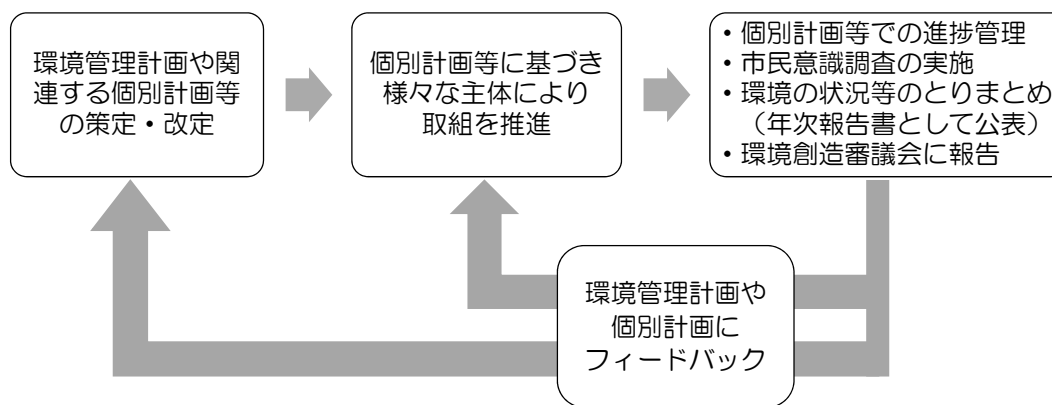 環境管理計画や関
連する個別計画等
の策定・改定
個別計画等に基づき
様々な主体により
取組を推進
・個別計画等での進捗管理
・市民意識調査の実施
・環境の状況等のとりまとめ
（年次報告書として公表）
・環境創造審議会に報告
環境管理計画や
個別計画に
フィードバック